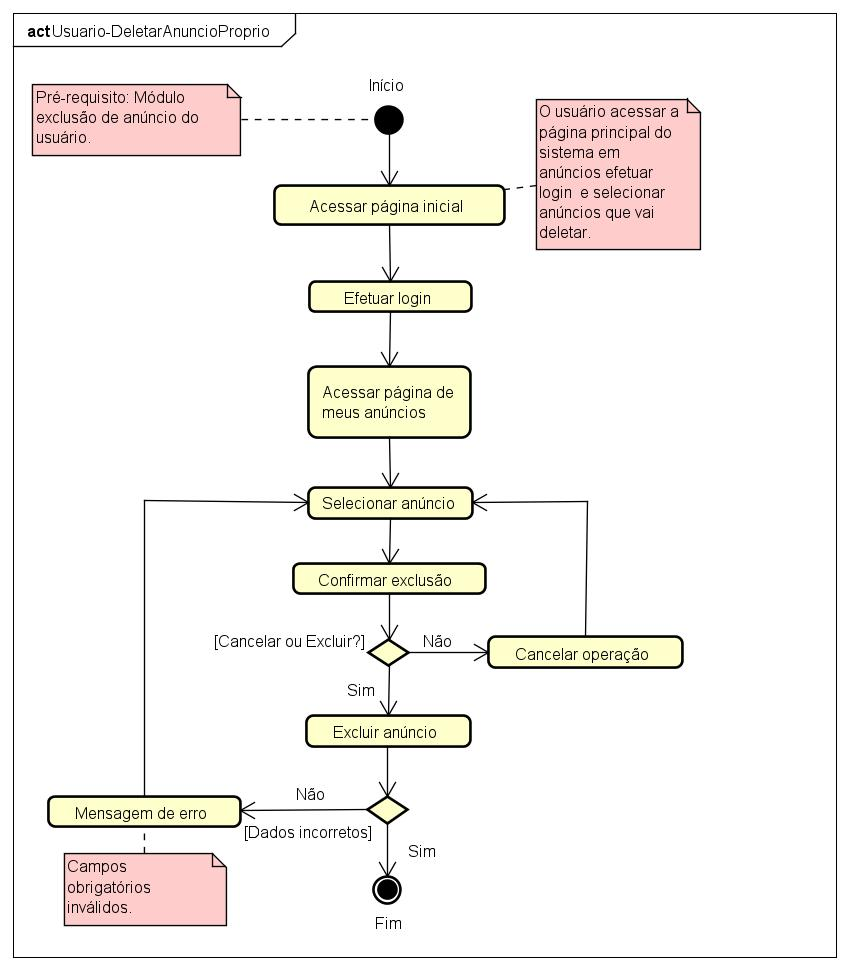 act Usuario-DeletarAnuncioProprio
Início
Pré-requisito: Módulo
exclusão de anúncio do
usuário.
O usuário acessar a
página principal do
sistema em
anúncios efetuar
login e selecionar
anúncios que vai
deletar.
Acessar página inicial
Efetuar login
Acessar página de
meus anúncios
Selecionar anúncio
Confirmar exclusão
[Cancelar ou Excluir?]
Não
Cancelar operação
Sim
Excluir anúncio
Não
Mensagem de erro
[Dados incorretos]
Sim
Campos
obrigatórios
inválidos.
Fim